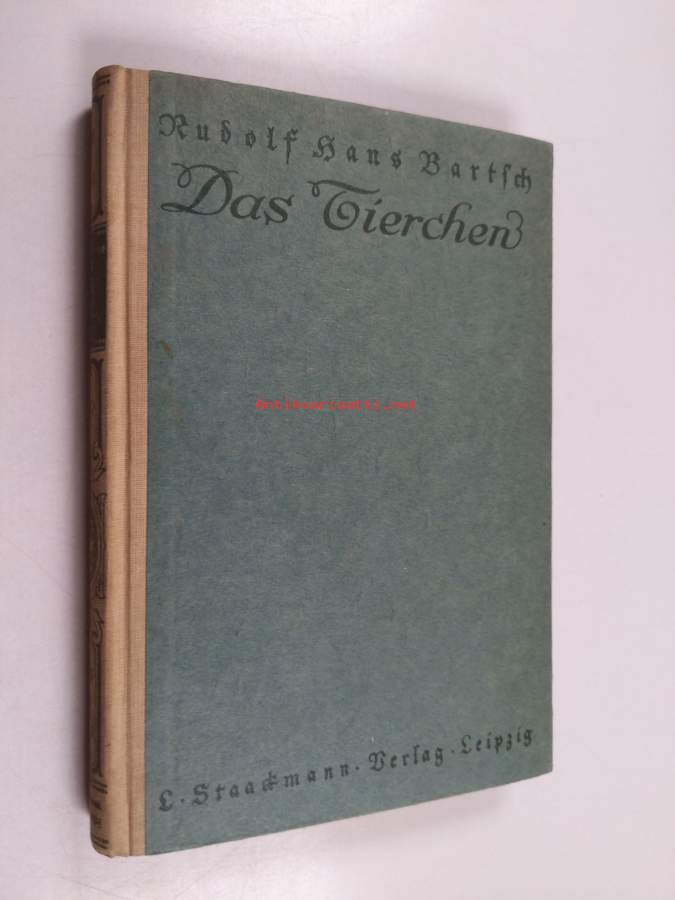 Rudolf Hans Bartsch
Das Tierchen
Antikvariaatti.net
L. Staackmann · Verlag · Leipzig